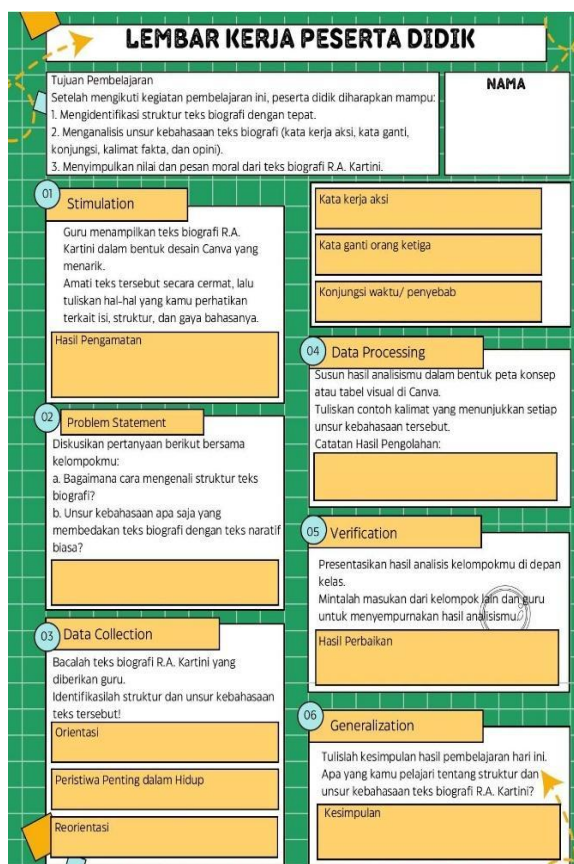 LEMBAR KERJA PESERTA DIDIK
Tujuan Pembelajaran
Setelah mengikuti kegiatan pembelajaran ini, peserta didik diharapkan mampu:
1. Mengidentifikasi struktur teks biografi dengan tepat.
2. Menganalisis unsur kebahasaan teks biografi (kata kerja aksi, kata ganti,
konjungsi, kalimat fakta, dan opini).
3. Menyimpulkan nilai dan pesan moral dari teks biografi R.A. Kartini.
NAMA
01
Stimulation
Guru menampilkan teks biografi R.A.
Kartini dalam bentuk desain Canva yang
menarik.
Amati teks tersebut secara cermat, lalu
tuliskan hal-hal yang kamu perhatikan
terkait isi, struktur, dan gaya bahasanya.
Hasil Pengamatan
02
Problem Statement
Diskusikan pertanyaan berikut bersama
kelompokmu:
a. Bagaimana cara mengenali struktur teks
biografi?
b. Unsur kebahasaan apa saja yang
membedakan teks biografi dengan teks naratif
biasa?
03
Data Collection
Bacalah teks biografi R.A. Kartini yang
diberikan guru.
Identifikasilah struktur dan unsur kebahasaan
teks tersebut!
Orientasi
Peristiwa Penting dalam Hidup
Reorientasi
Kata kerja aksi
Kata ganti orang ketiga
Konjungsi waktu/ penyebab
04
Data Processing
Susun hasil analisismu dalam bentuk peta konsep
atau tabel visual di Canva.
Tuliskan contoh kalimat yang menunjukkan setiap
unsur kebahasaan tersebut.
Catatan Hasil Pengolahan:
05
Verification
Presentasikan hasil analisis kelompokmu di depan
kelas.
Mintalah masukan dari kelompok lain dan guru
untuk menyempurnakan hasil analisismu.
Hasil Perbaikan
06
Generalization
Tulislah kesimpulan hasil pembelajaran hari ini.
Apa yang kamu pelajari tentang struktur dan
unsur kebahasaan teks biografi R.A. Kartini?
Kesimpulan